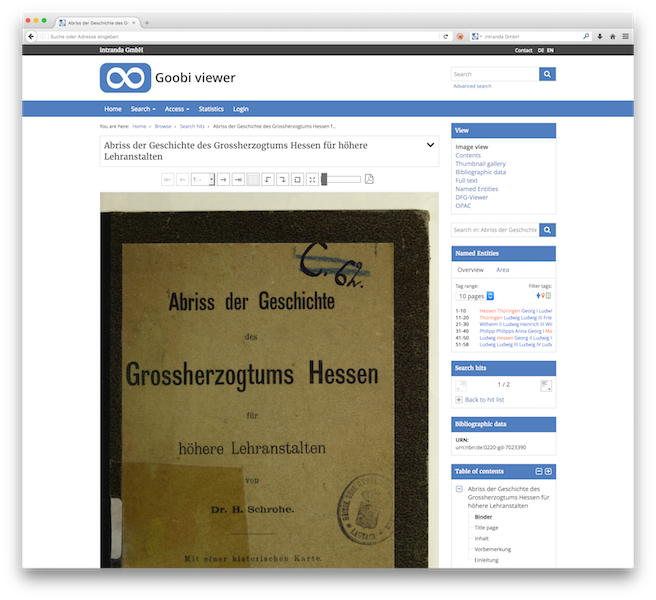 Abriss der Geschichte des G
Suche oder Adresse eingeben
intranda GmbH
intranda GmbH
Contact DE EN
Goobi viewer
Search
Advanced search
Home Search Access Statistics Login
You are here: Home Browse Search hits Abriss der Geschichte des Grossherzogtums Hessen f...
Abriss der Geschichte des Grossherzogtums Hessen für höhere
Lehranstalten
C. 62.
Abriss der Geschichte
des
Grossherzogtums Hessen
für
höhere Lehranstalten
von
Dr. H. Schrohe.
Mit einer historischen Karte.
View
Image view
Contents
Thumbnail gallery
Bibliographic data
Full text
Named Entities
DFG-Viewer
OPAC
Search in: Abriss der Geschichte
Named Entities
Overview Area
Tag range: Filter tags:
10 pages
1-10 Hessen Thüringen Georg I Ludwi
11-20 Thüringen Ludwig Ludwig III Frie
21-30 Wilhelm II Ludwig Heinrich III Wil
31-40 Philipp Philipps Anna Georg I Ma
41-50 Ludwig Hessen Georg II Ludwig
51-58 Ludwig Ludwig III Ludwig IV Ludv
Search hits
1 / 2
Back to hit list
Bibliographic data
URN:
urn:nbn:de:0220-gd-7023390
Table of contents
Abriss der Geschichte des
Grossherzogtums Hessen für
höhere Lehranstalten
Binder
Title page
Inhalt
Vorbemerkung
Einleitung